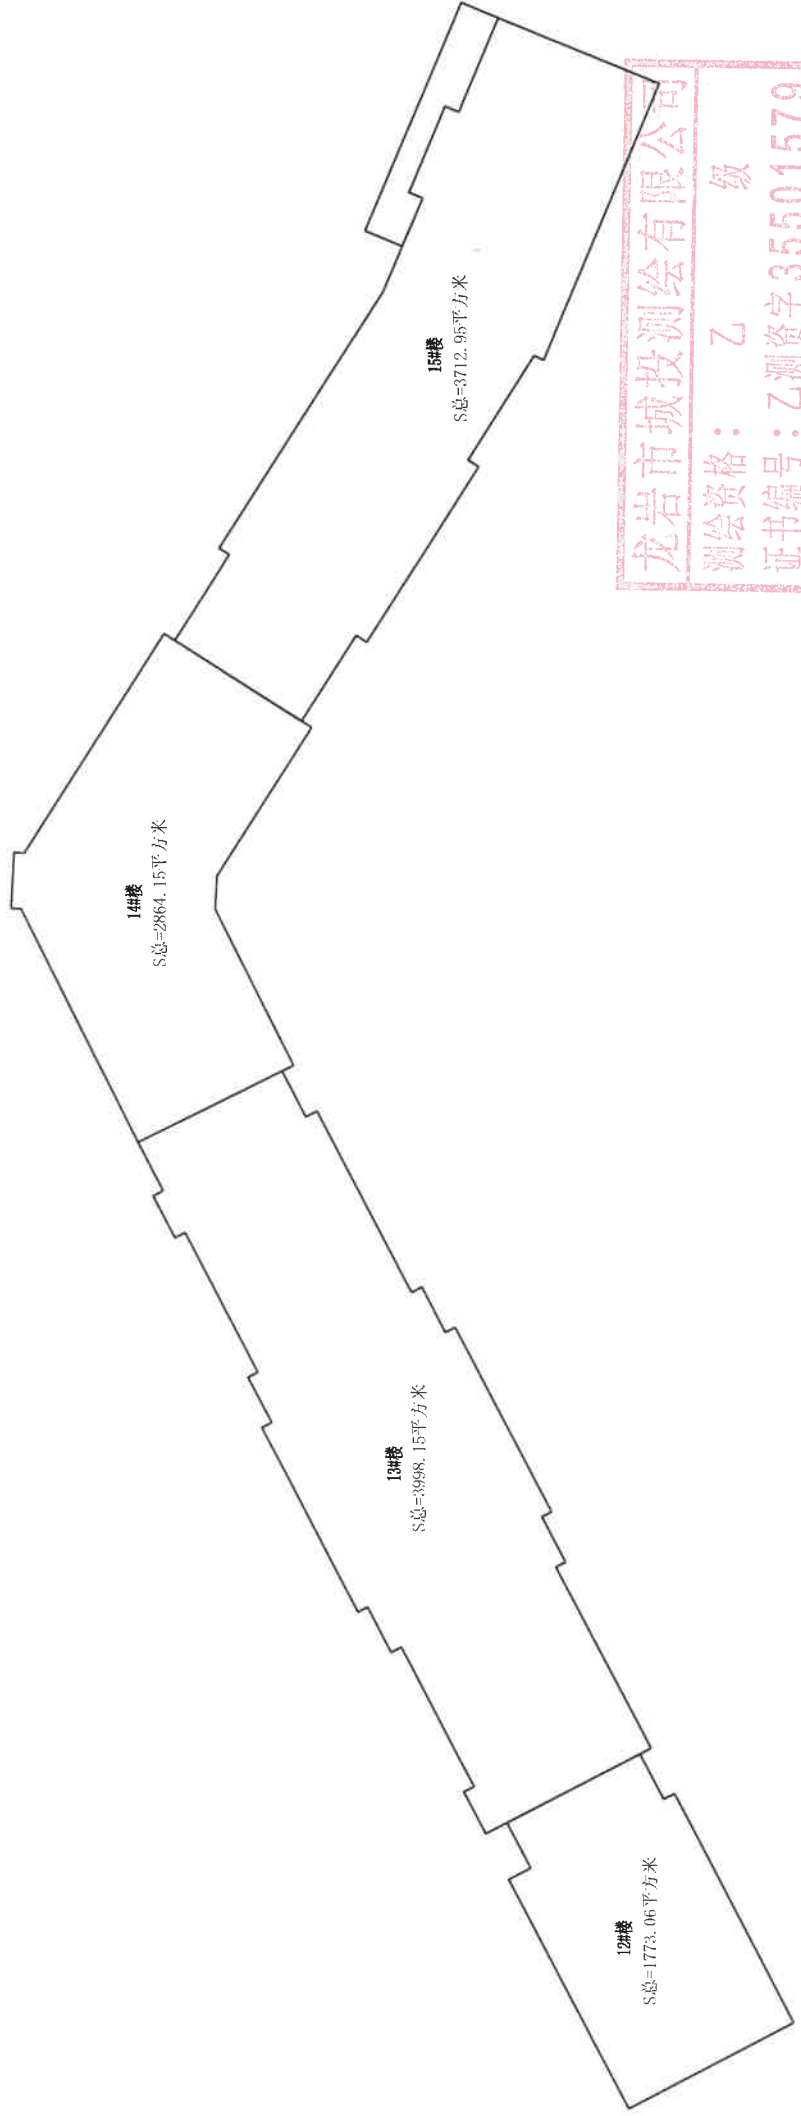 15#楼
S总=3712.95平方米
14#楼
S总=2864.15平方米
13#楼
S总=3998.15平方米
12#楼
S总=1773.06平方米
龙岩市城投测绘有限公司
测绘资格：乙 级
证书编号：乙测资字35501579